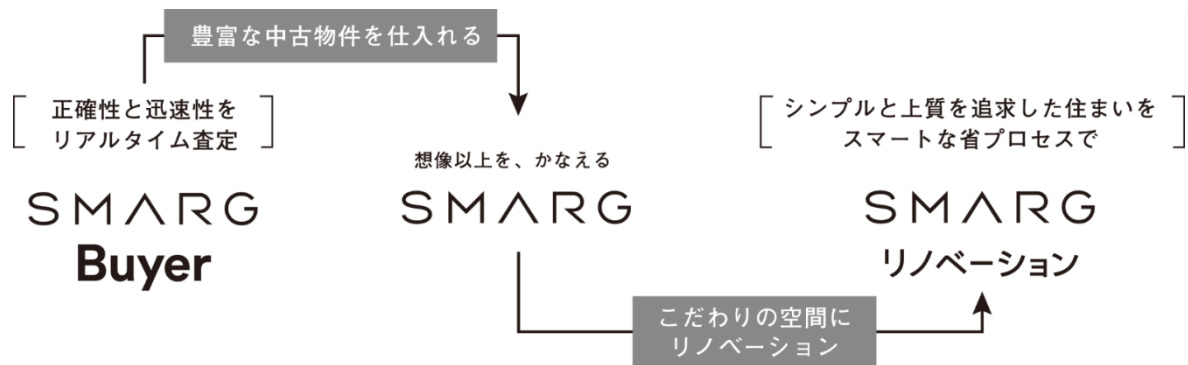 豊富な中古物件を仕入れる
正確性と迅速性を
リアルタイム査定
SMARG
Buyer
想像以上を、かなえる
SMARG
こだわりの空間に
リノベーション
シンプルと上質を追求した住まいを
スマートな省プロセスで
SMARG
リノベーション